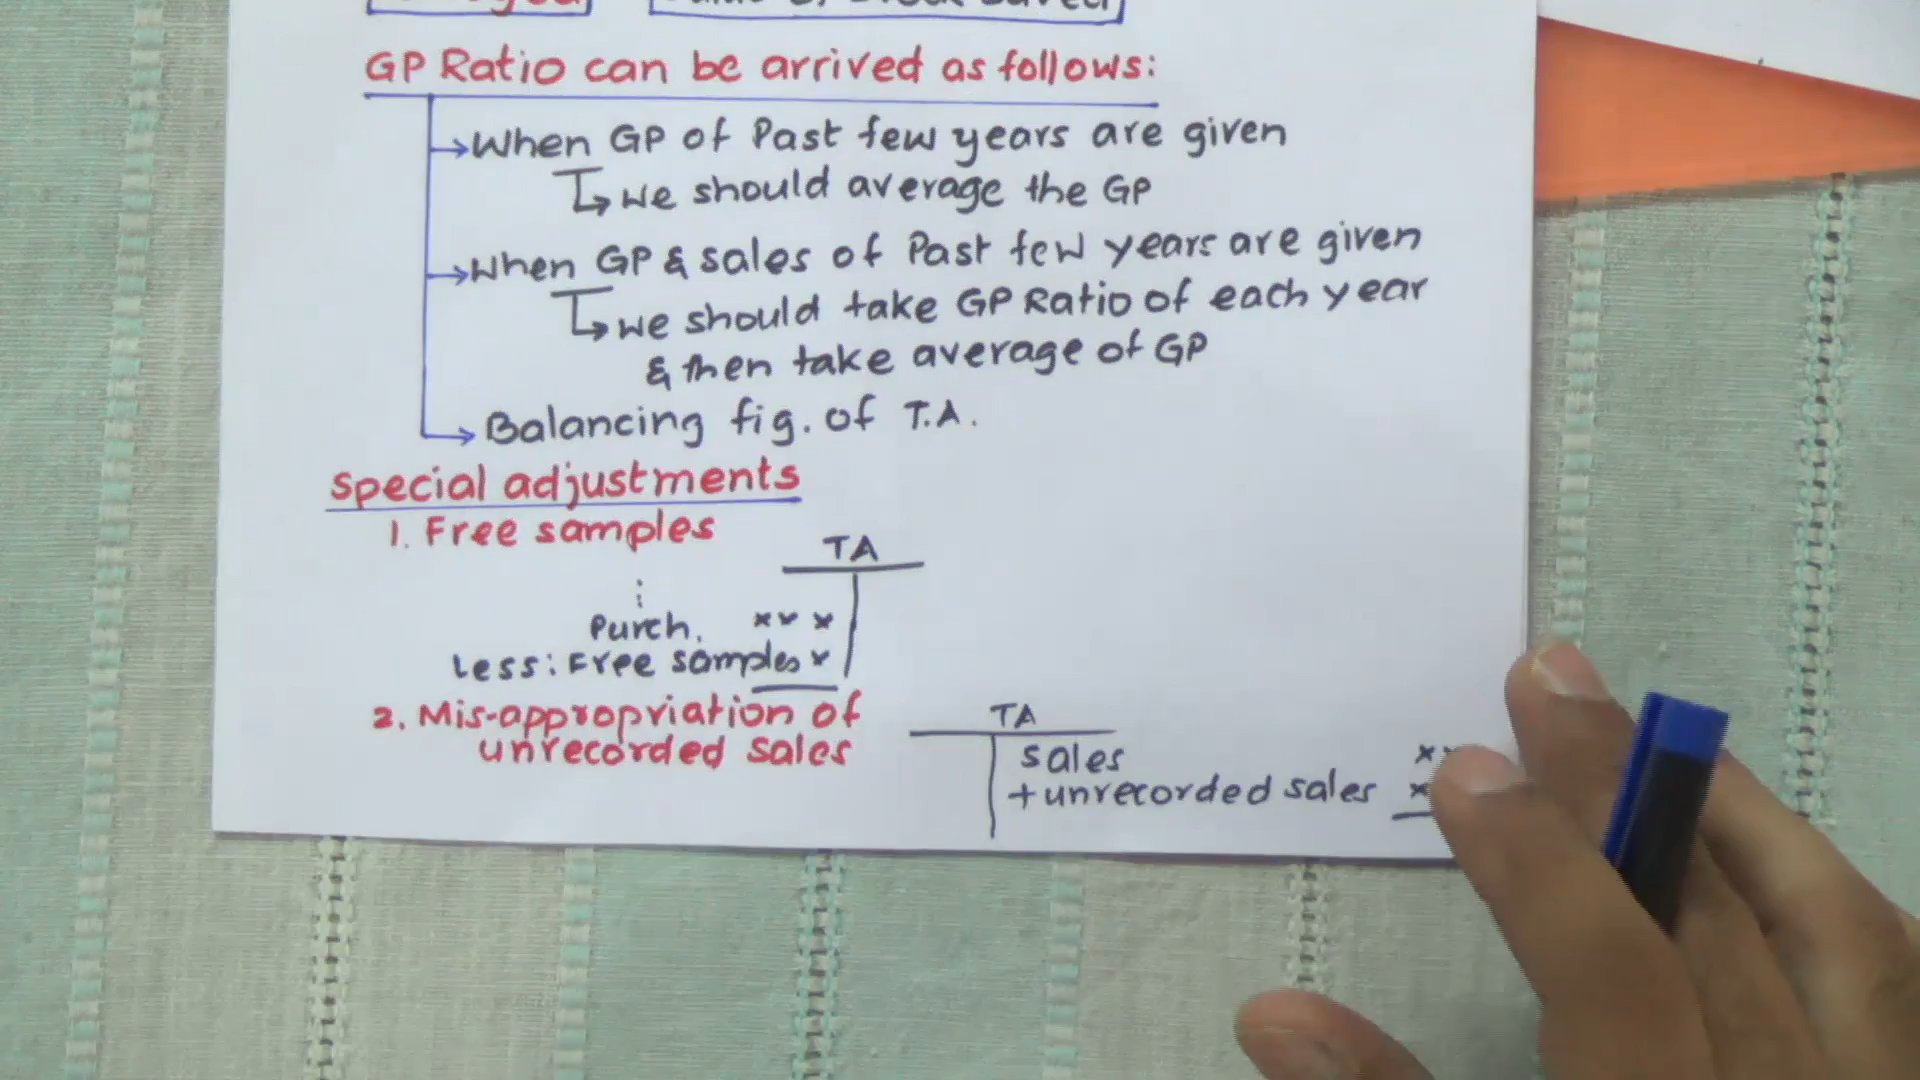 GP Ratio can be arrived as follows:
When GP of Past few years are given
we should average the GP
When GP & sales of Past few years are given
we should take GP Ratio of each year
& then take average of GP
Balancing fig. of T.A.
Special adjustments
1. Free samples
TA
Purch. xx x
Less: Free samples x
2. Mis-appropriation of
unrecorded sales
TA
sales
+ unrecorded sales